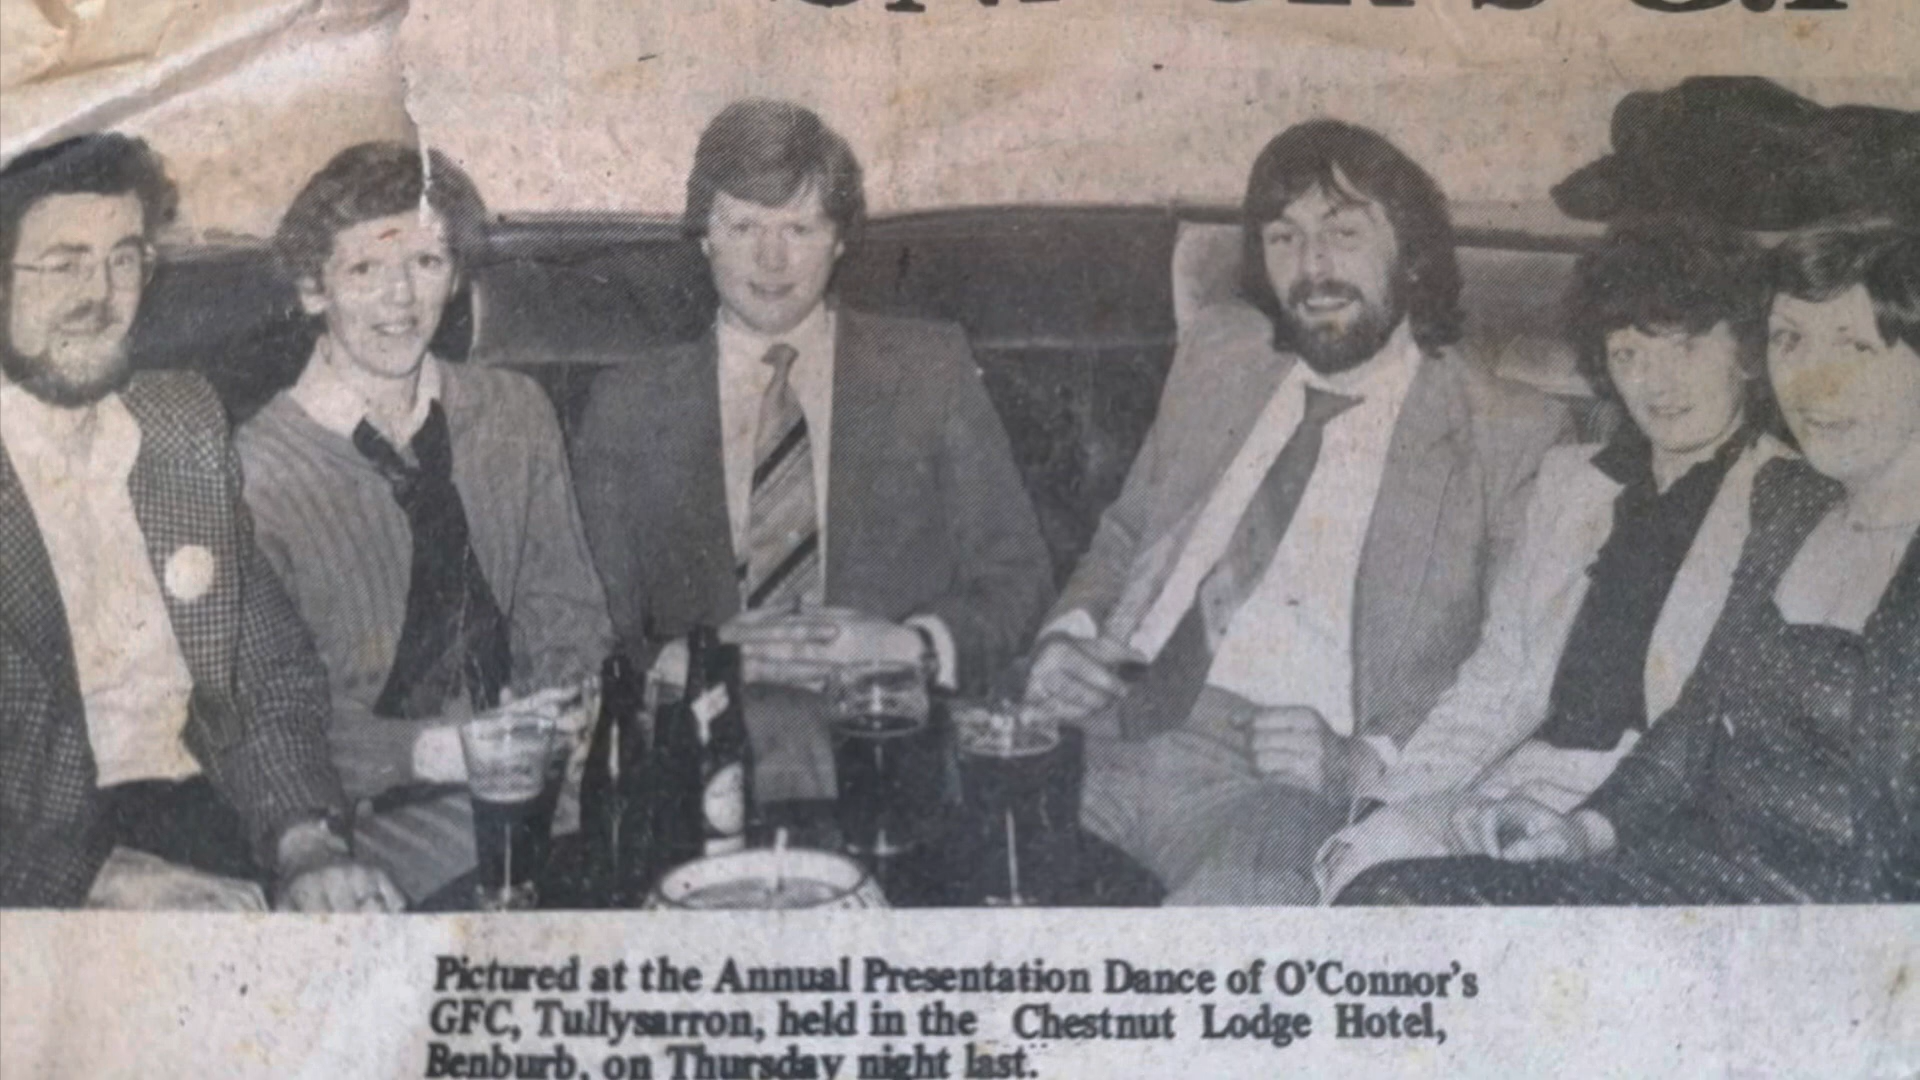 Pictured at the Annual Presentation Dance of O'Connor's
GFC, Tullysarron, held in the Chestnut Lodge Hotel,
Benburb, on Thursday night last.